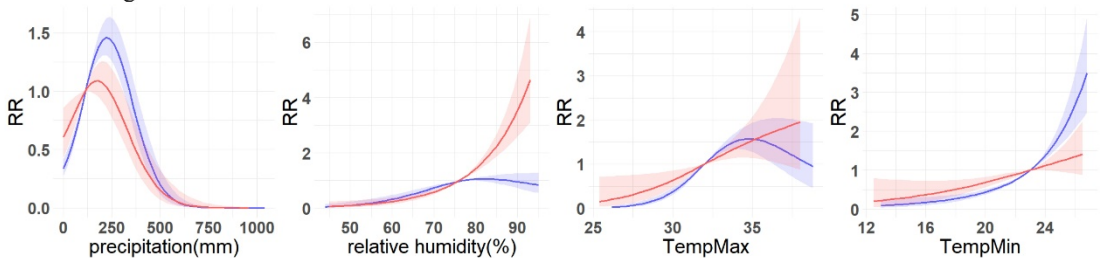 1.5
1.0
0.5
0.0
RR
0 250 500 750 1000
precipitation(mm)
6
4
2
0
RR
50 60 70 80 90
relative humidity(%)
4
3
2
1
0
RR
25 30 35
TempMax
5
4
3
2
1
0
RR
12 16 20 24
TempMin